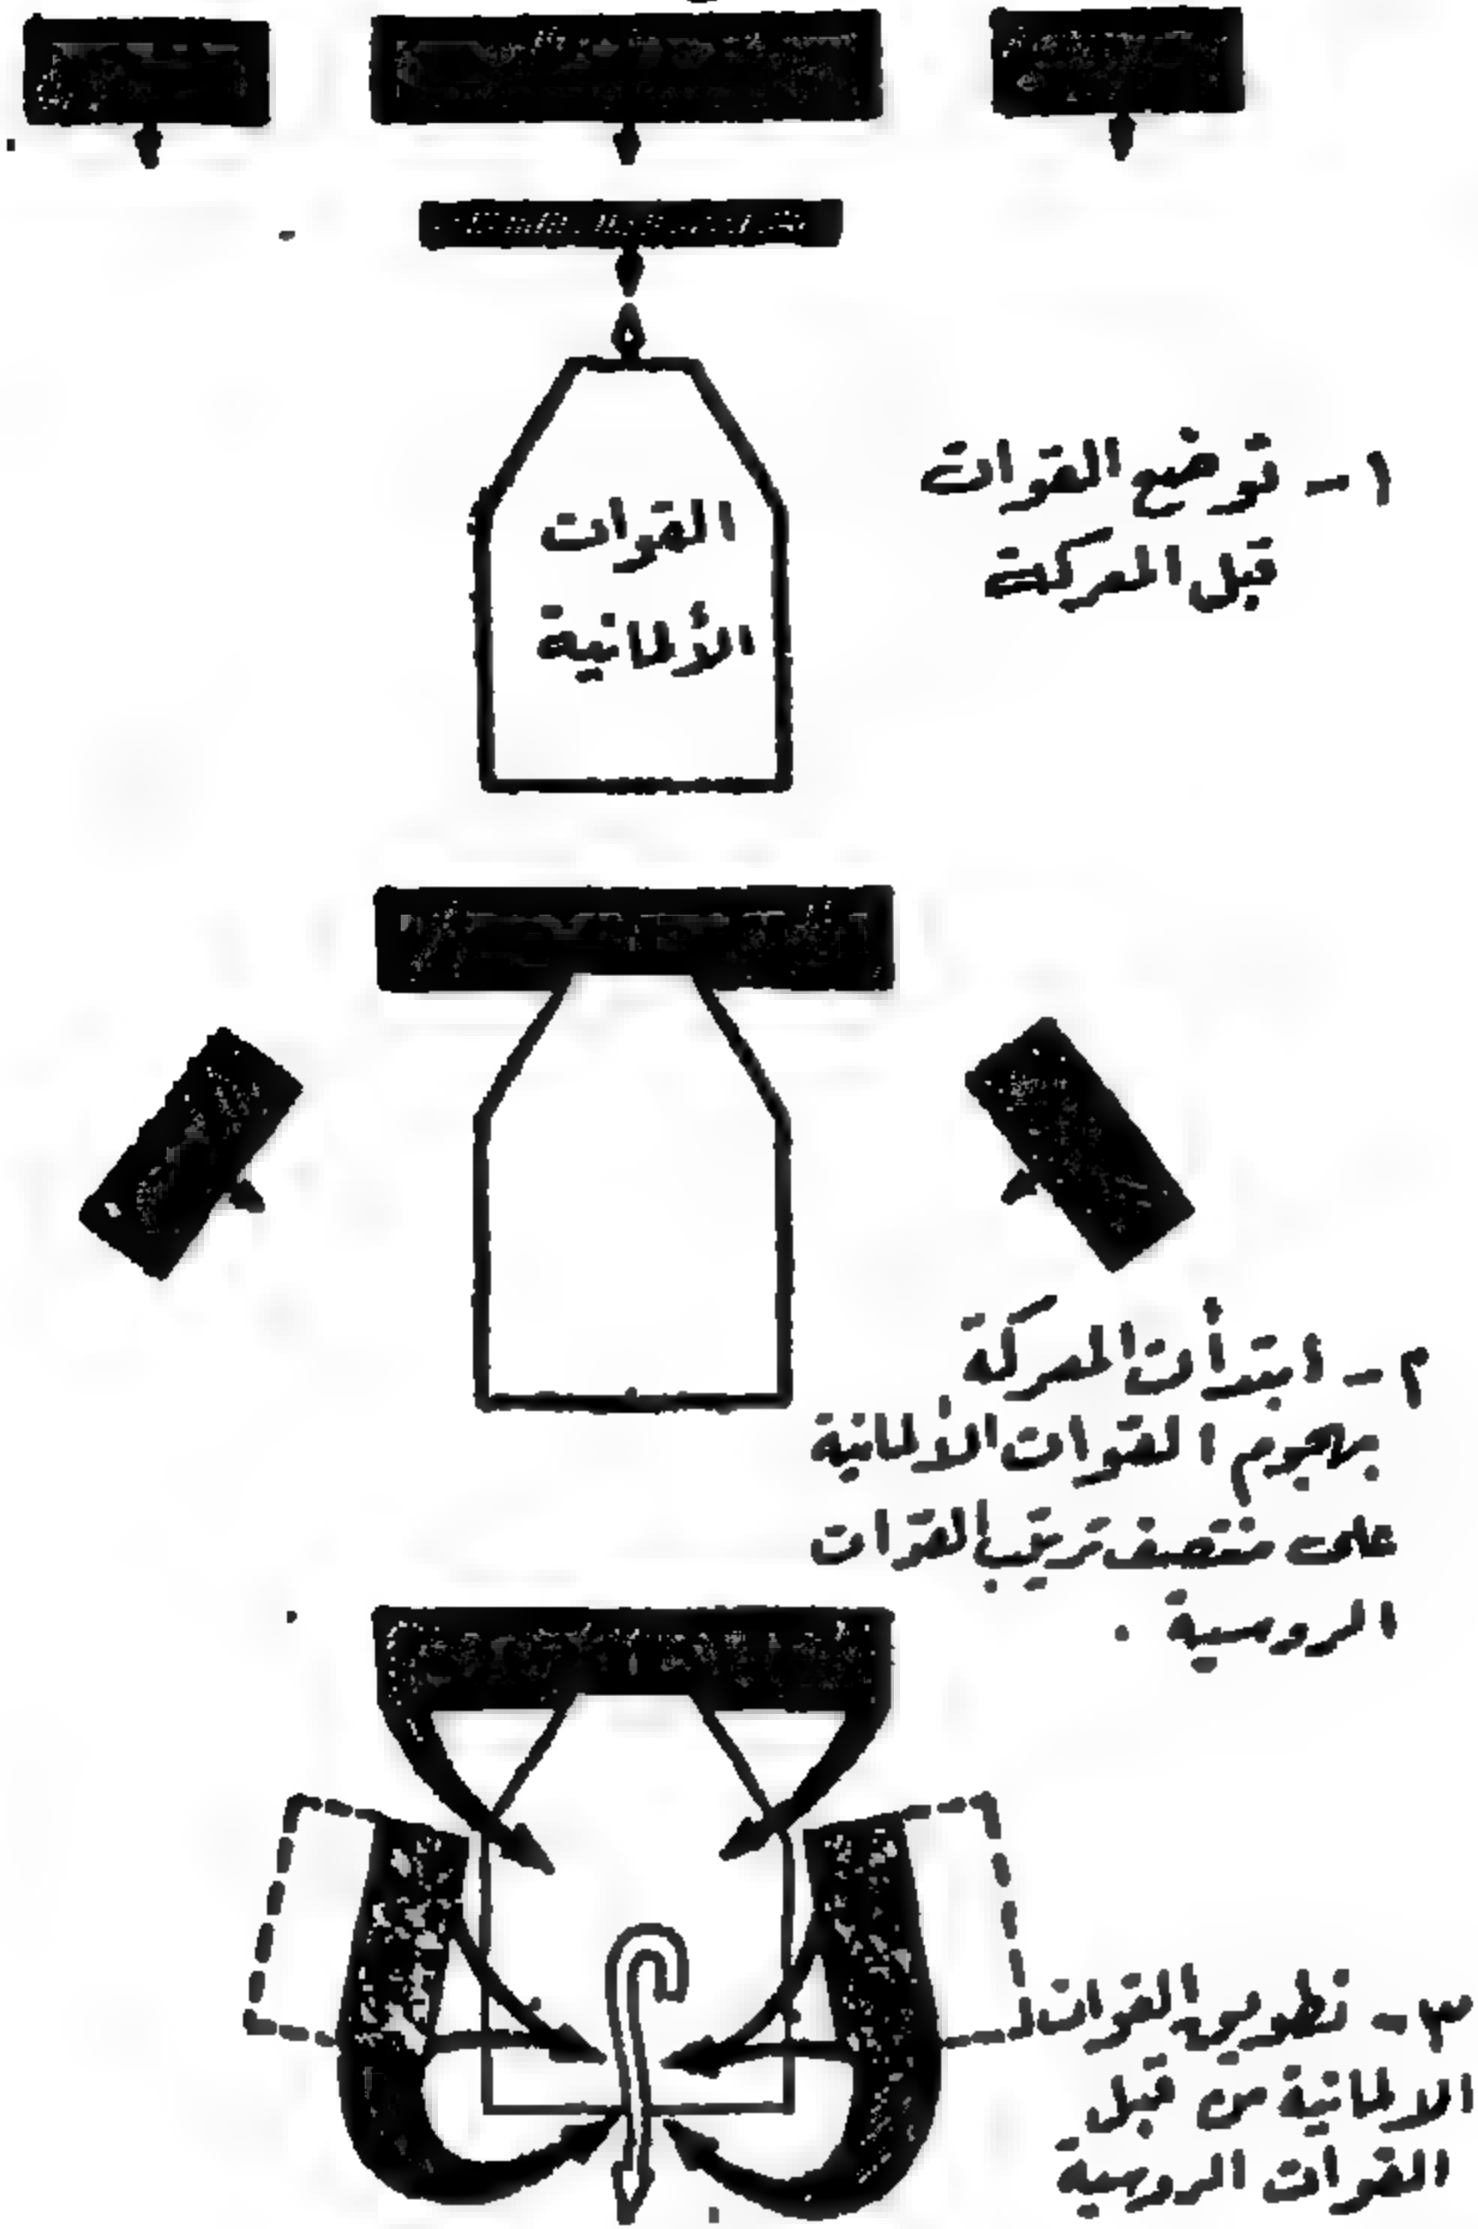 ١- توضع القوات
قبل المعركة
القوات
الألمانية
٢- ابتدأت المعركة
بهجوم القوات الألمانية
على منتصف ترتيب القوات
الروسية .
٣- تطويق القوات
الالمانية من قبل
القوات الروسية